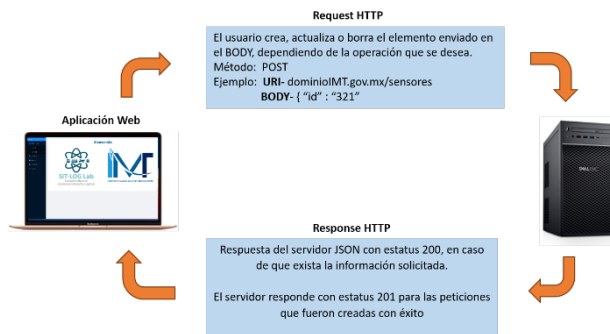 Request HTTP
El usuario crea, actualiza o borra el elemento enviado en
el BODY, dependiendo de la operación que se desea.
Método: POST
Ejemplo: URI- dominioIMT.gov.mx/sensores
BODY- { “id” : “321”
Aplicación Web
SIT-LOG Lab
IMT
DELL
Response HTTP
Respuesta del servidor JSON con estatus 200, en caso
de que exista la información solicitada.
El servidor responde con estatus 201 para las peticiones
que fueron creadas con éxito